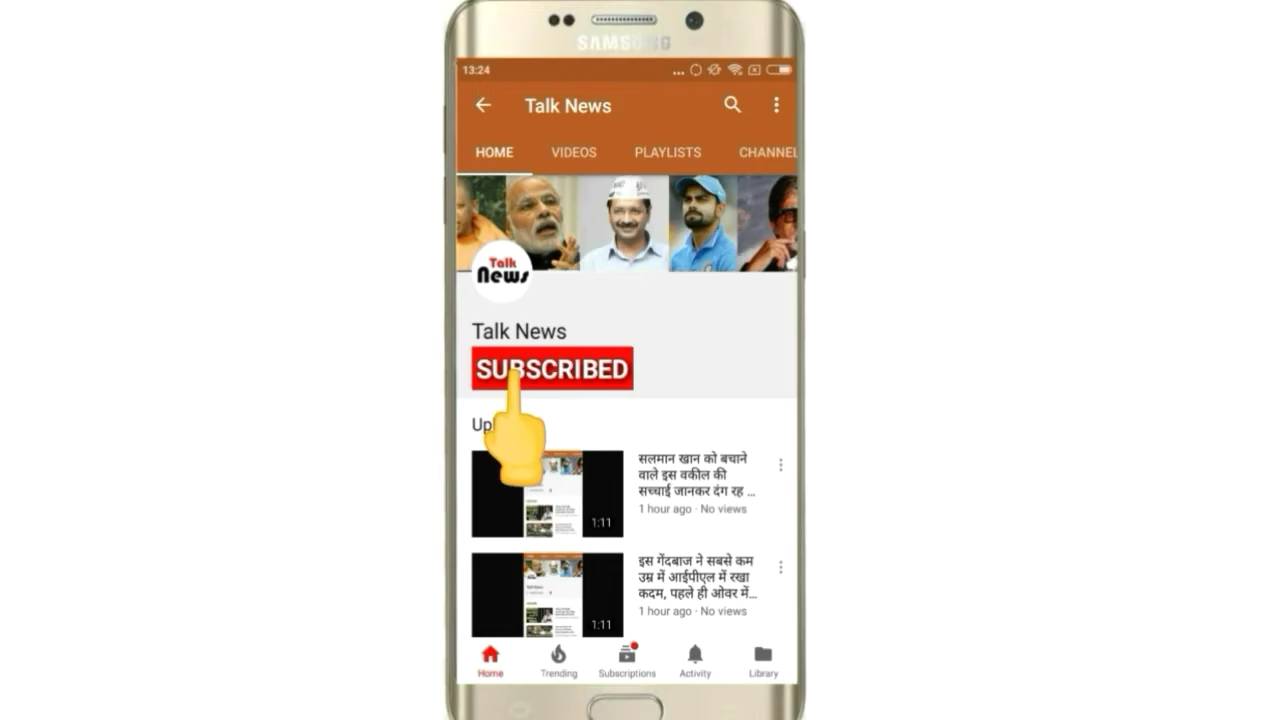 SAMSUNG
13:24
Talk News
HOME VIDEOS PLAYLISTS CHANNEL
Talk
News
Talk News
SUBSCRIBED
Up
सलमान खान को बचाने
वाले इस वकील की
सच्चाई जानकर दंग रह ...
1 hour ago · No views
1:11
इस गेंदबाज ने सबसे कम
उम्र में आईपीएल में रखा
कदम, पहले ही ओवर में...
1 hour ago · No views
1:11
Home Trending Subscriptions Activity Library